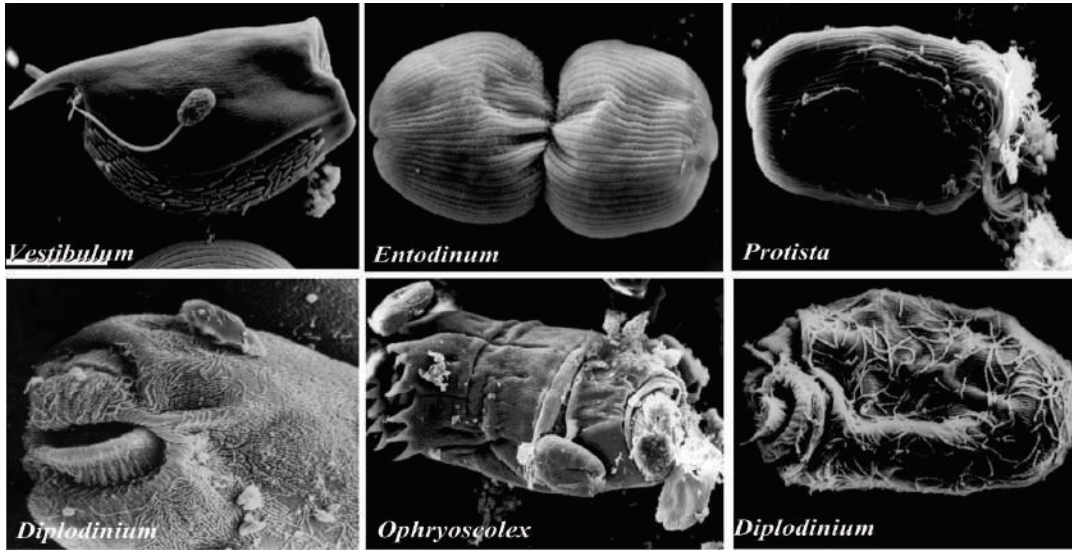 Vestibulum
Entodinum
Protista
Diplodinium
Ophryoscolex
Diplodinium